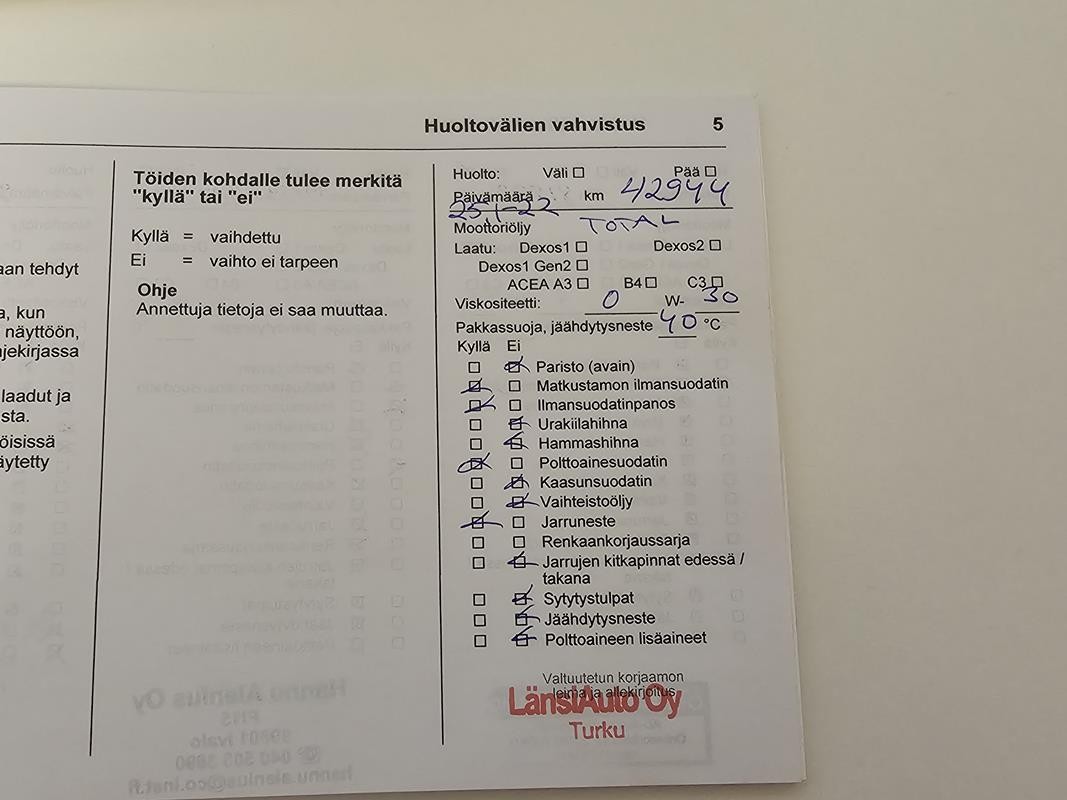 Huoltovälien vahvistus 5
aan tehdyt
a, kun
näyttöön,
jekirjassa
laadut ja
sta.
öisissä
äytetty
Töiden kohdalle tulee merkitä
"kyllä" tai "ei"
Kyllä = vaihdettu
Ei = vaihto ei tarpeen
Ohje
Annettuja tietoja ei saa muuttaa.
Huolto: Väli ☐ Pää ☐
Päivämäärä km 42944
25.1-22 TOTAL
Moottoriöljy
Laatu: Dexos1 ☐ Dexos2 ☐
Dexos1 Gen2 ☐
ACEA A3 ☐ B4 ☐ C3 ☐
Viskositeetti: 0 W- 30
Pakkassuoja, jäähdytysneste 40 °C
Kyllä Ei
☐ ☑ Paristo (avain)
☑ ☐ Matkustamon ilmansuodatin
☑ ☐ Ilmansuodatinpanos
☐ ☑ Urakiilahihna
☐ ☑ Hammashihna
☑ ☐ Polttoainesuodatin
☐ ☑ Kaasunsuodatin
☐ ☑ Vaihteistoöljy
☑ ☐ Jarruneste
☐ ☐ Renkaankorjaussarja
☐ ☑ Jarrujen kitkapinnat edessä /
takana
☐ ☑ Sytytystulpat
☐ ☑ Jäähdytysneste
☐ ☑ Polttoaineen lisäaineet
Valtuutetun korjaamon
leima ja allekirjoitus
LänsiAuto Oy
Turku